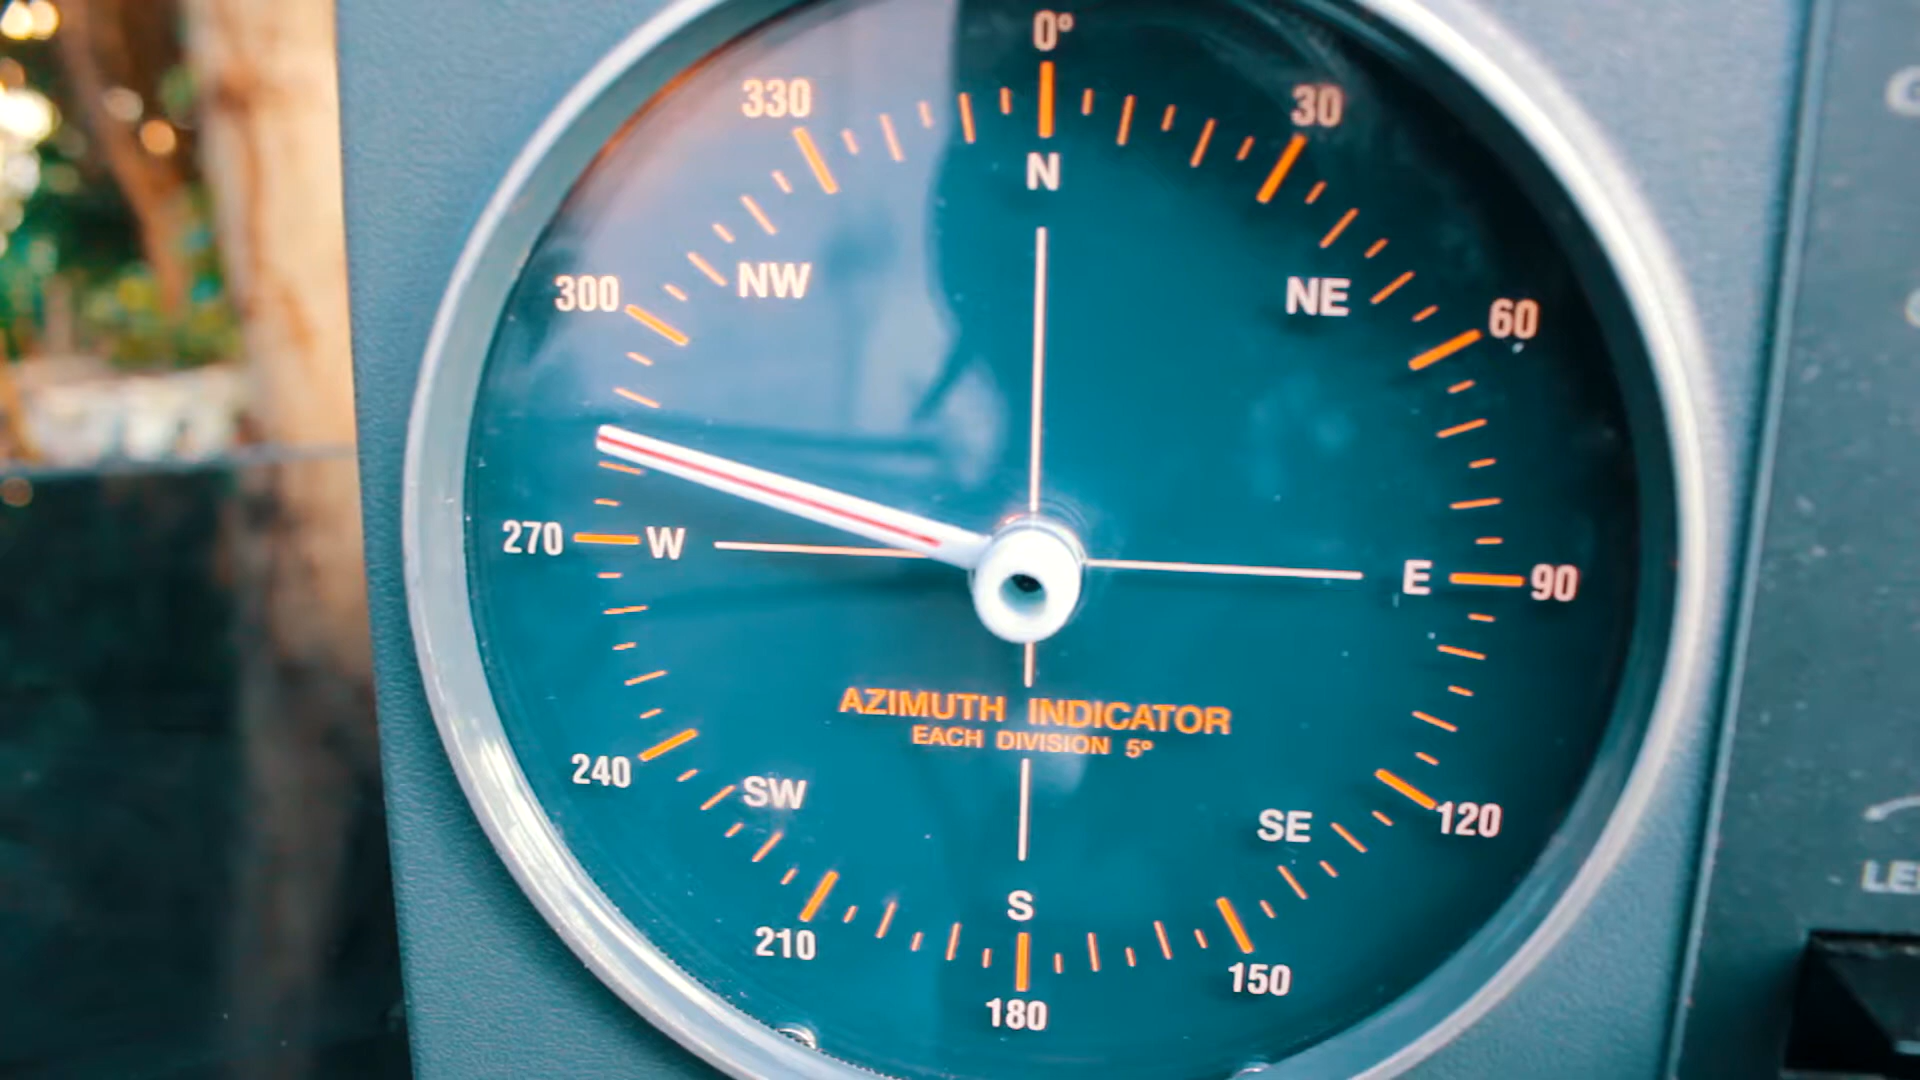 0°
330
30
N
NW
NE
300
60
270
W
E
90
AZIMUTH INDICATOR
EACH DIVISION 5°
240
SW
SE
120
S
210
150
180